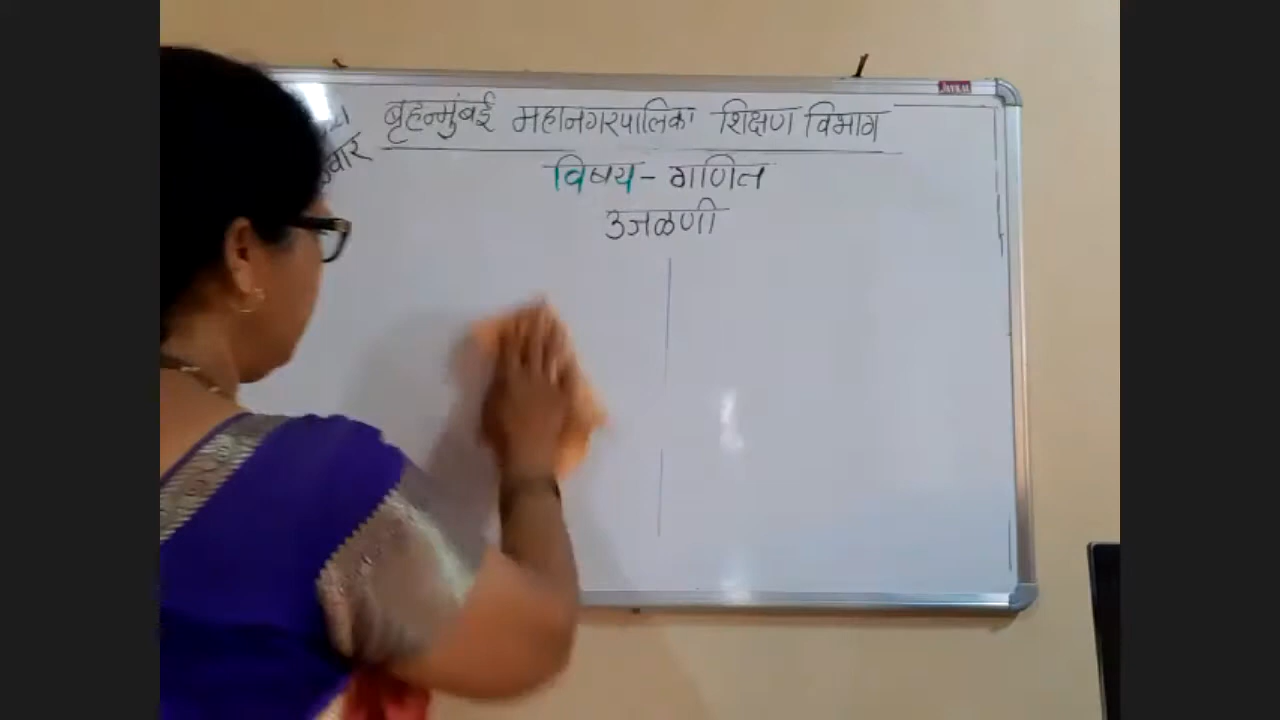 बृहन्मुंबई महानगरपालिका शिक्षण विभाग
विषय - गणित
उजळणी